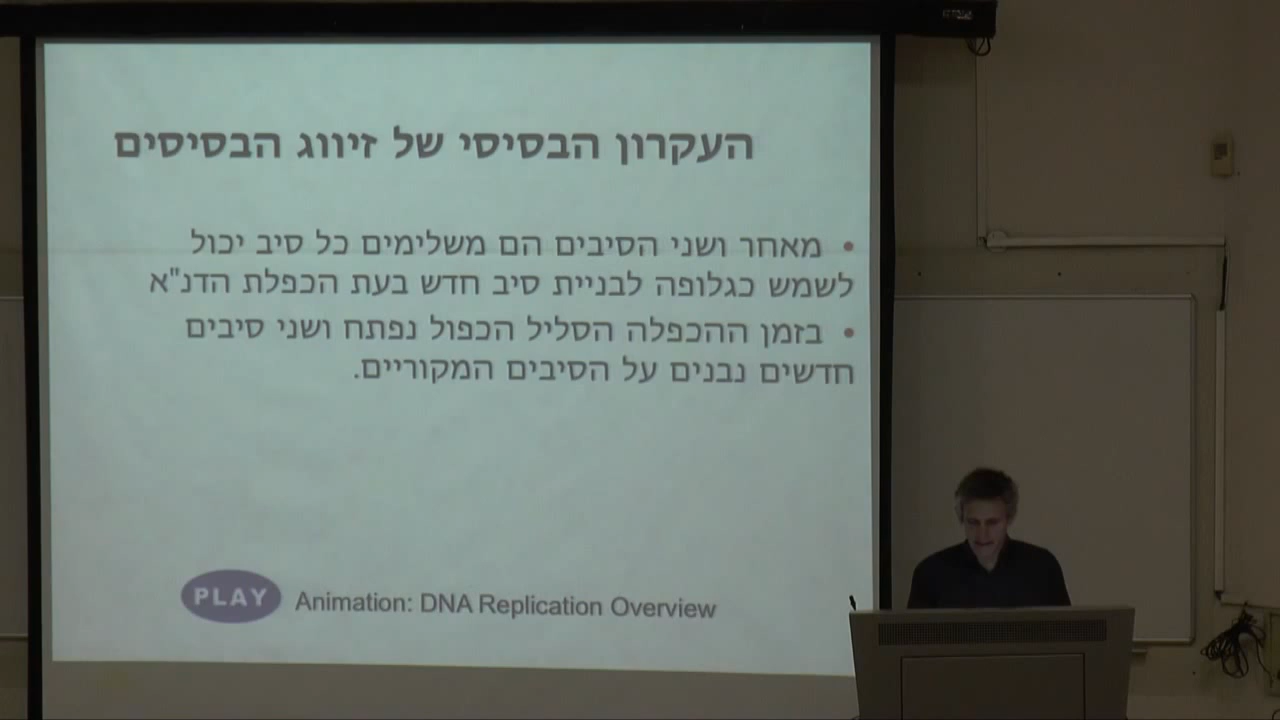 העקרון הבסיסי של זיווג הבסיסים
• מאחר ושני הסיבים הם משלימים כל סיב יכול
לשמש כגלופה לבניית סיב חדש בעת הכפלת הדנ"א
• בזמן ההכפלה הסליל הכפול נפתח ושני סיבים
חדשים נבנים על הסיבים המקוריים.
PLAY Animation: DNA Replication Overview